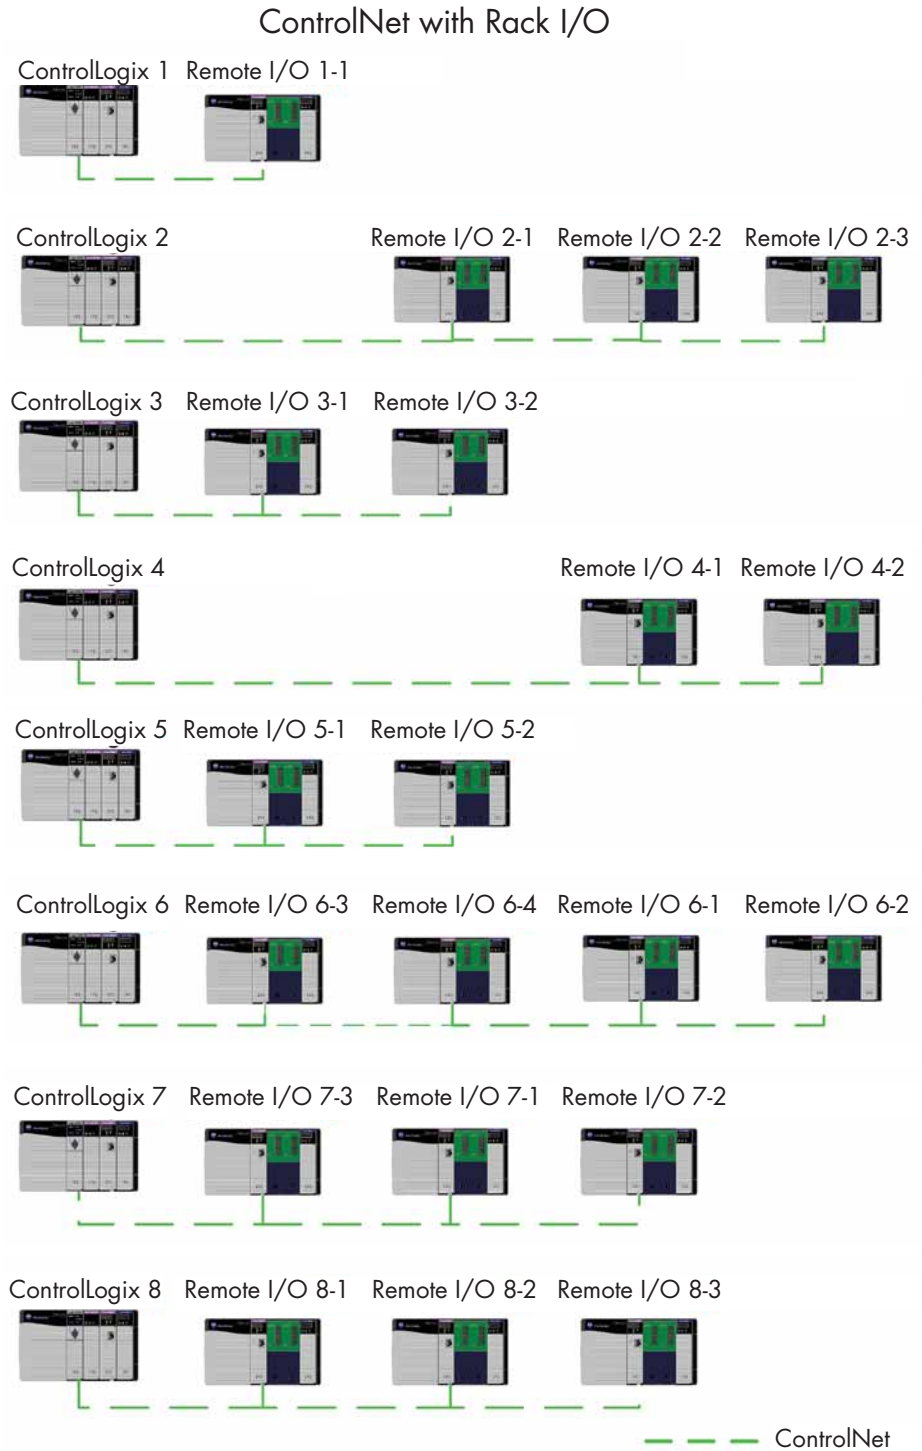 ControlNet with Rack I/O
ControlLogix 1 Remote I/O 1-1
ControlLogix 2 Remote I/O 2-1 Remote I/O 2-2 Remote I/O 2-3
ControlLogix 3 Remote I/O 3-1 Remote I/O 3-2
ControlLogix 4 Remote I/O 4-1 Remote I/O 4-2
ControlLogix 5 Remote I/O 5-1 Remote I/O 5-2
ControlLogix 6 Remote I/O 6-3 Remote I/O 6-4 Remote I/O 6-1 Remote I/O 6-2
ControlLogix 7 Remote I/O 7-3 Remote I/O 7-1 Remote I/O 7-2
ControlLogix 8 Remote I/O 8-1 Remote I/O 8-2 Remote I/O 8-3
ControlNet